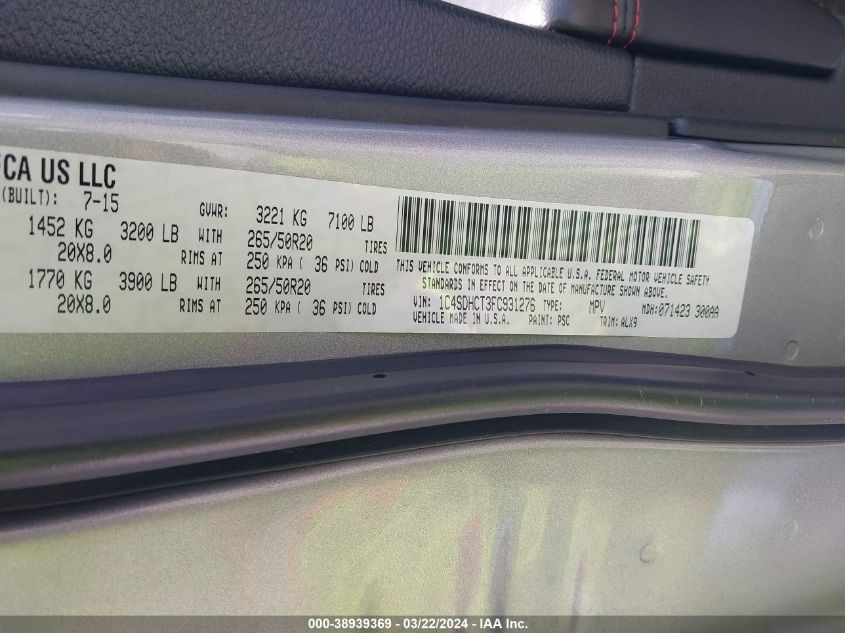 FCA US LLC
(BUILT): 7-15
GVWR: 3221 KG 7100 LB
1452 KG 3200 LB WITH 265/50R20 TIRES
20X8.0 RIMS AT 250 KPA ( 36 PSI) COLD
1770 KG 3900 LB WITH 265/50R20 TIRES
20X8.0 RIMS AT 250 KPA ( 36 PSI) COLD
THIS VEHICLE CONFORMS TO ALL APPLICABLE U.S.A. FEDERAL MOTOR VEHICLE SAFETY
STANDARDS IN EFFECT ON THE DATE OF MANUFACTURE SHOWN ABOVE.
VIN: 1C4SDHCT3FC931276 TYPE: MPV MDH:071423 300AA
VEHICLE MADE IN U.S.A. PAINT: PSC TRIM: ALX9
000-38939369 - 03/22/2024 - IAA Inc.